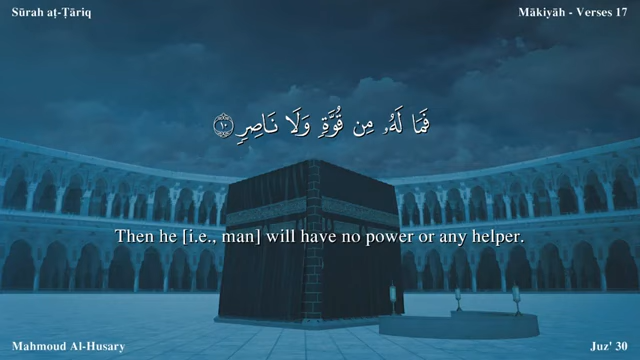 Sūrah aṭ-Ṭāriq
Mākiyāh - Verses 17
فَمَا لَهُۥ مِن قُوَّةٍۢ وَلَا نَاصِرٍۢ ١٠
Then he [i.e., man] will have no power or any helper.
Mahmoud Al-Husary
Juz' 30